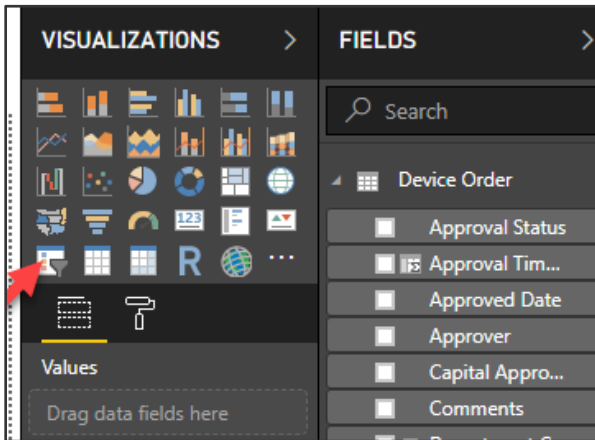 VISUALIZATIONS
FIELDS
Search
Device Order
Approval Status
Approval Tim...
Approved Date
Approver
Capital Appro...
Comments
123
R
Values
Drag data fields here